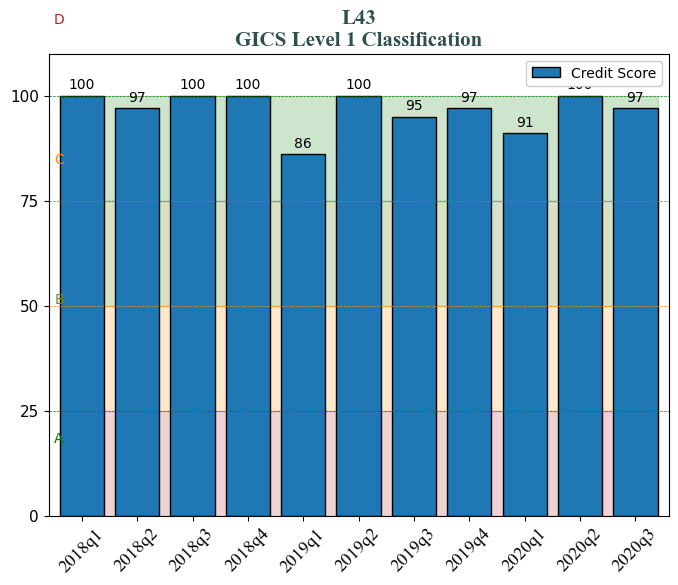 D
L43
GICS Level 1 Classification
Credit Score
100 97 100 100 86 100 95 97 91 100 97
100
C
75
B
50
25
A
0
2018q1 2018q2 2018q3 2018q4 2019q1 2019q2 2019q3 2019q4 2020q1 2020q2 2020q3